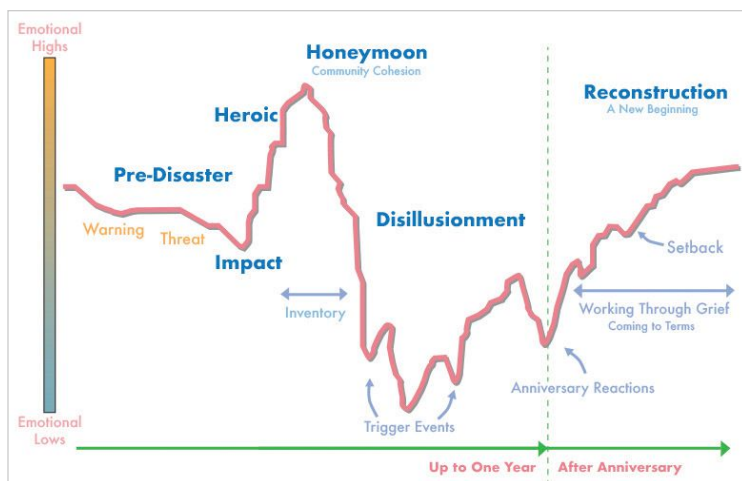 Emotional
Highs
Honeymoon
Community Cohesion
Reconstruction
A New Beginning
Heroic
Pre-Disaster
Disillusionment
Warning
Threat
Setback
Impact
Inventory
Working Through Grief
Coming to Terms
Anniversary Reactions
Trigger Events
Emotional
Lows
Up to One Year
After Anniversary